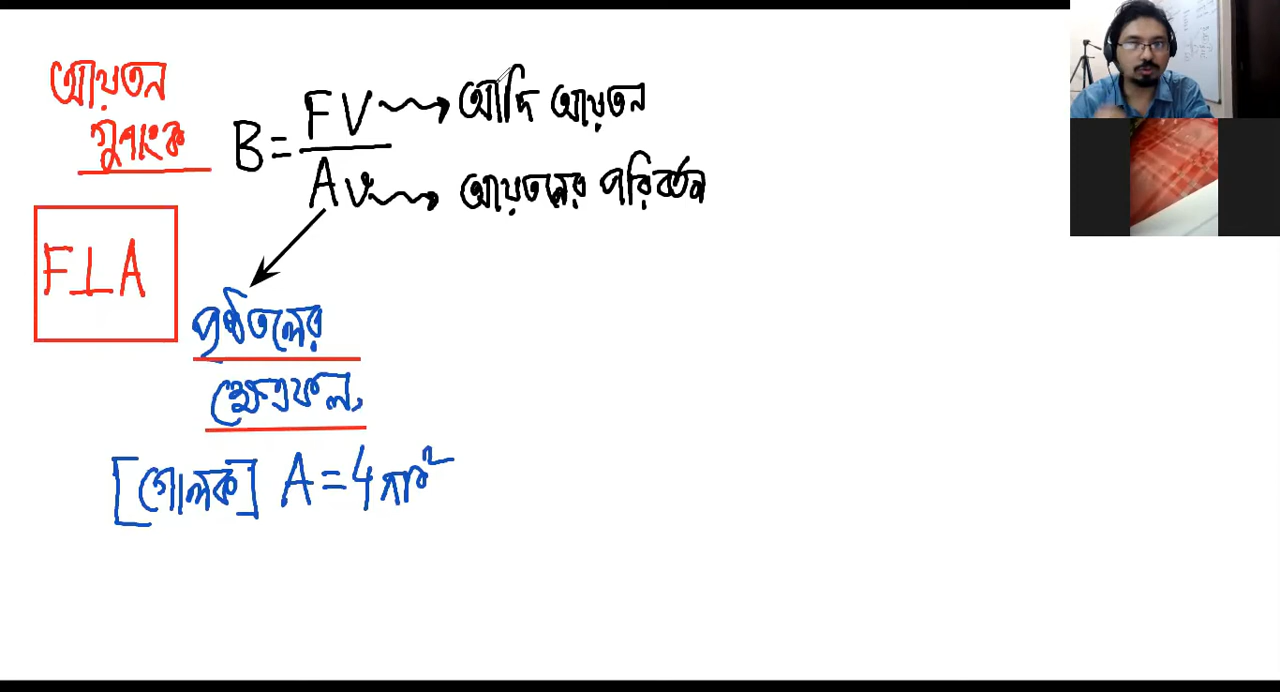 আয়তন
গুণাংক
B = FV / Av
আদি আয়তন
আয়তনের পরিবর্তন
F⊥A
পৃষ্ঠতলের
ক্ষেত্রফল,
[গোলক] A = 4πr²